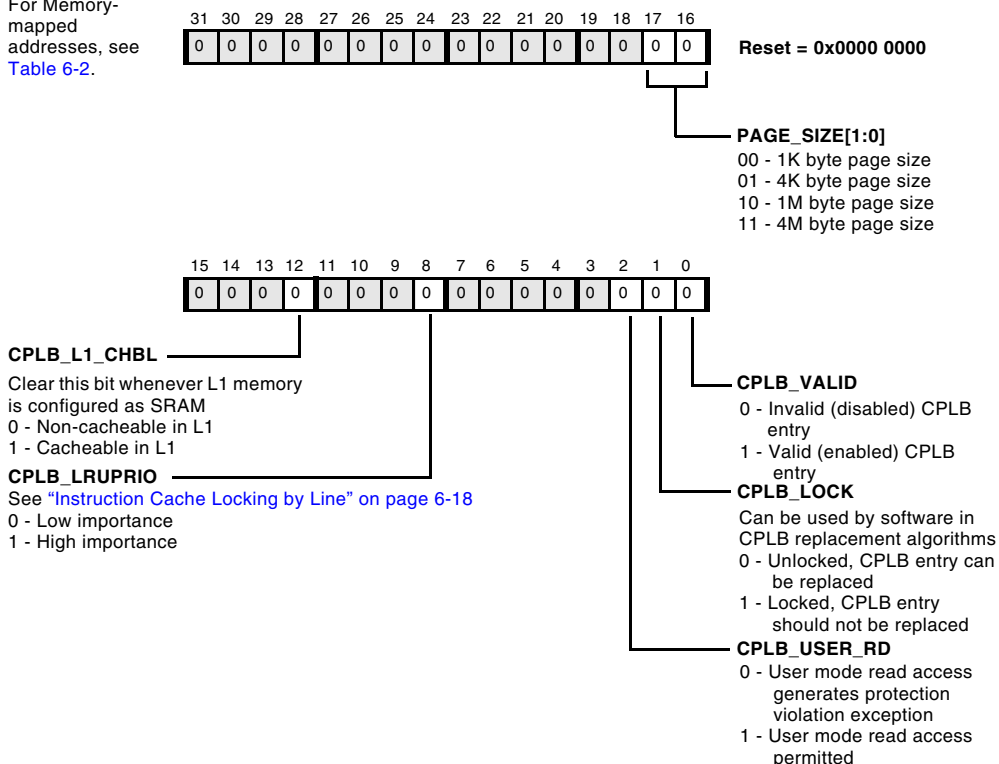 For Memory-
mapped
addresses, see
Table 6-2.
31 30 29 28 27 26 25 24 23 22 21 20 19 18 17 16
0 0 0 0 0 0 0 0 0 0 0 0 0 0 0 0
Reset = 0x0000 0000
PAGE_SIZE[1:0]
00 - 1K byte page size
01 - 4K byte page size
10 - 1M byte page size
11 - 4M byte page size
15 14 13 12 11 10 9 8 7 6 5 4 3 2 1 0
0 0 0 0 0 0 0 0 0 0 0 0 0 0 0 0
CPLB_L1_CHBL
Clear this bit whenever L1 memory
is configured as SRAM
0 - Non-cacheable in L1
1 - Cacheable in L1
CPLB_LRUPRIO
See “Instruction Cache Locking by Line” on page 6-18
0 - Low importance
1 - High importance
CPLB_VALID
0 - Invalid (disabled) CPLB
entry
1 - Valid (enabled) CPLB
entry
CPLB_LOCK
Can be used by software in
CPLB replacement algorithms
0 - Unlocked, CPLB entry can
be replaced
1 - Locked, CPLB entry
should not be replaced
CPLB_USER_RD
0 - User mode read access
generates protection
violation exception
1 - User mode read access
permitted